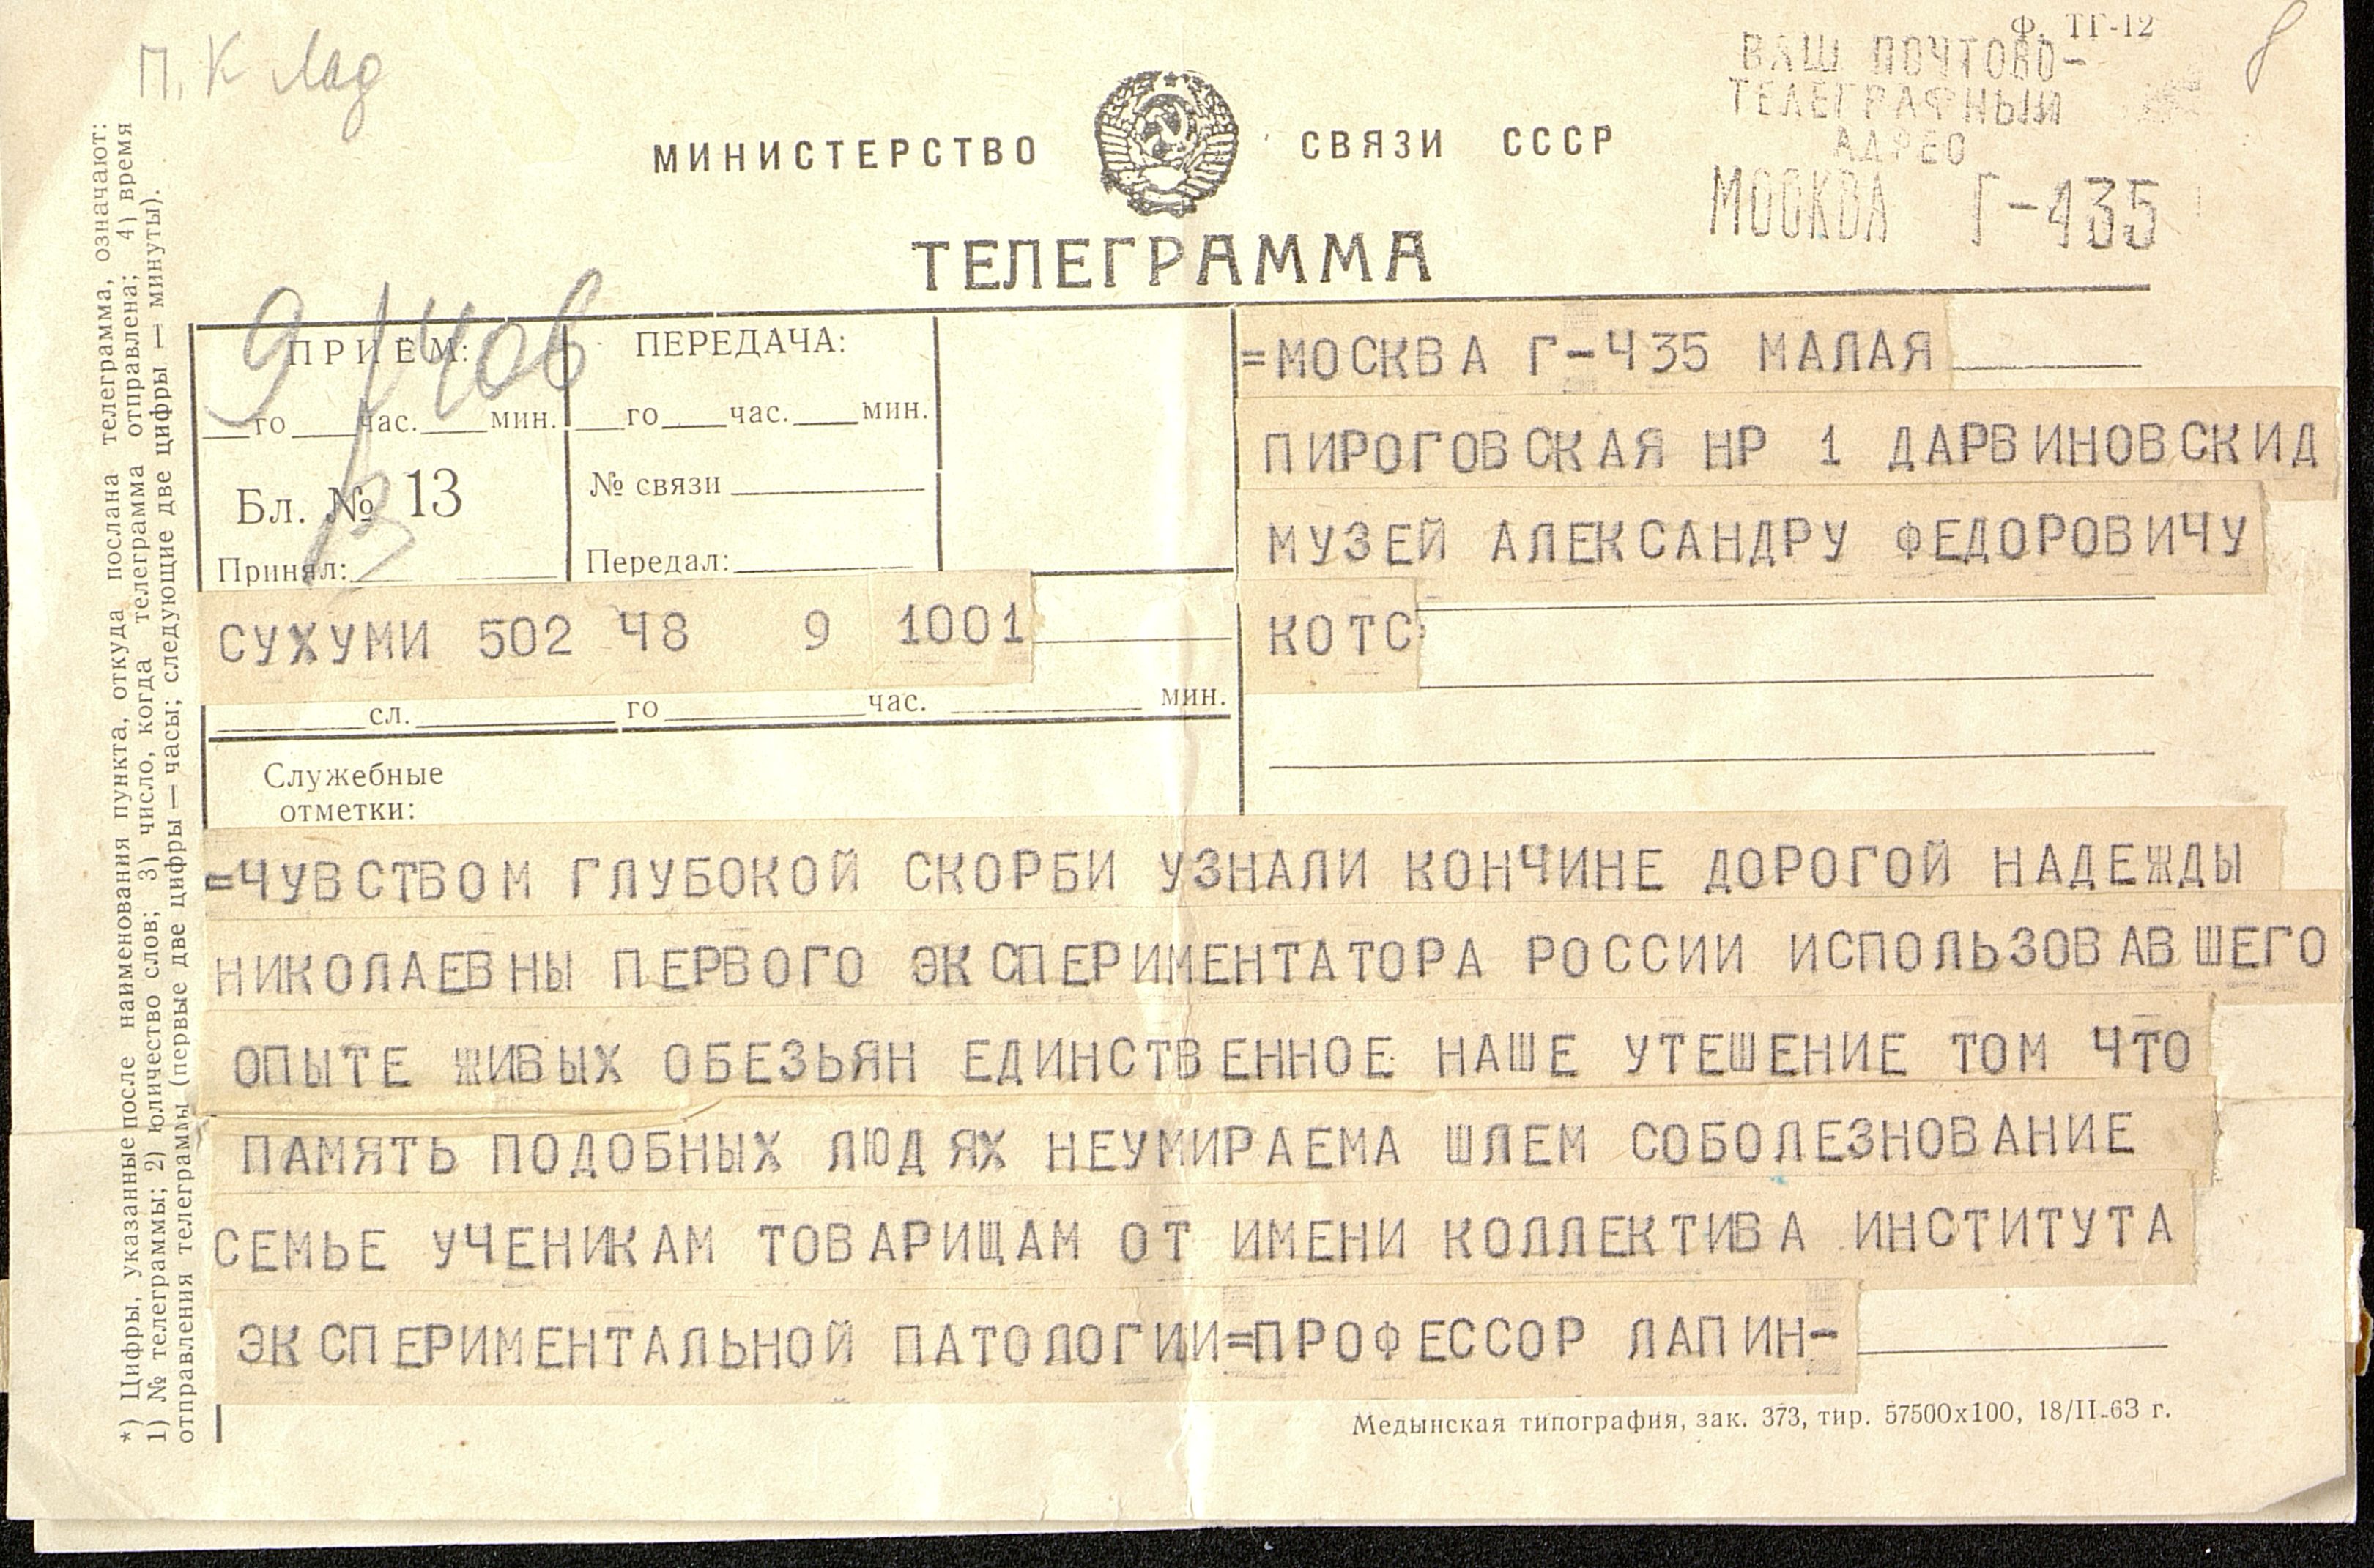 П. К Лад
Ф. ТГ-12
8
ВАШ ПОЧТОВО-
ТЕЛЕГРАФНЫЙ
АДРЕС
МОСКВА Г-435
МИНИСТЕРСТВО СВЯЗИ СССР
ТЕЛЕГРАММА
*) Цифры, указанные после наименования пункта, откуда послана телеграмма, означают:
1) № телеграммы; 2) количество слов; 3) число, когда телеграмма отправлена; 4) время
отправления телеграммы (первые две цифры — часы; следующие две цифры — минуты).
ПРИЕМ:
го час. мин.
Бл. № 13
Принял:
ПЕРЕДАЧА:
го час. мин.
№ связи
Передал:
=МОСКВА Г-Ч35 МАЛАЯ
ПИРОГОВСКАЯ НР 1 ДАРВИНОВСКИД
МУЗЕЙ АЛЕКСАНДРУ ФЕДОРОВИЧУ
КОТС
СУХУМИ 502 Ч8 9 1001
сл. го час. мин.
Служебные
отметки:
=ЧУВСТВОМ ГЛУБОКОЙ СКОРБИ УЗНАЛИ КОНЧИНЕ ДОРОГОЙ НАДЕЖДЫ
НИКОЛАЕВНЫ ПЕРВОГО ЭКСПЕРИМЕНТАТОРА РОССИИ ИСПОЛЬЗОВАВШЕГО
ОПЫТЕ ЖИВЫХ ОБЕЗЬЯН ЕДИНСТВЕННОЕ НАШЕ УТЕШЕНИЕ ТОМ ЧТО
ПАМЯТЬ ПОДОБНЫХ ЛЮДЯХ НЕУМИРАЕМА ШЛЕМ СОБОЛЕЗНОВАНИЕ
СЕМЬЕ УЧЕНИКАМ ТОВАРИЩАМ ОТ ИМЕНИ КОЛЛЕКТИВА ИНСТИТУТА
ЭКСПЕРИМЕНТАЛЬНОЙ ПАТОЛОГИИ=ПРОФЕССОР ЛАПИН-
Медынская типография, зак. 373, тир. 57500х100, 18/II-63 г.